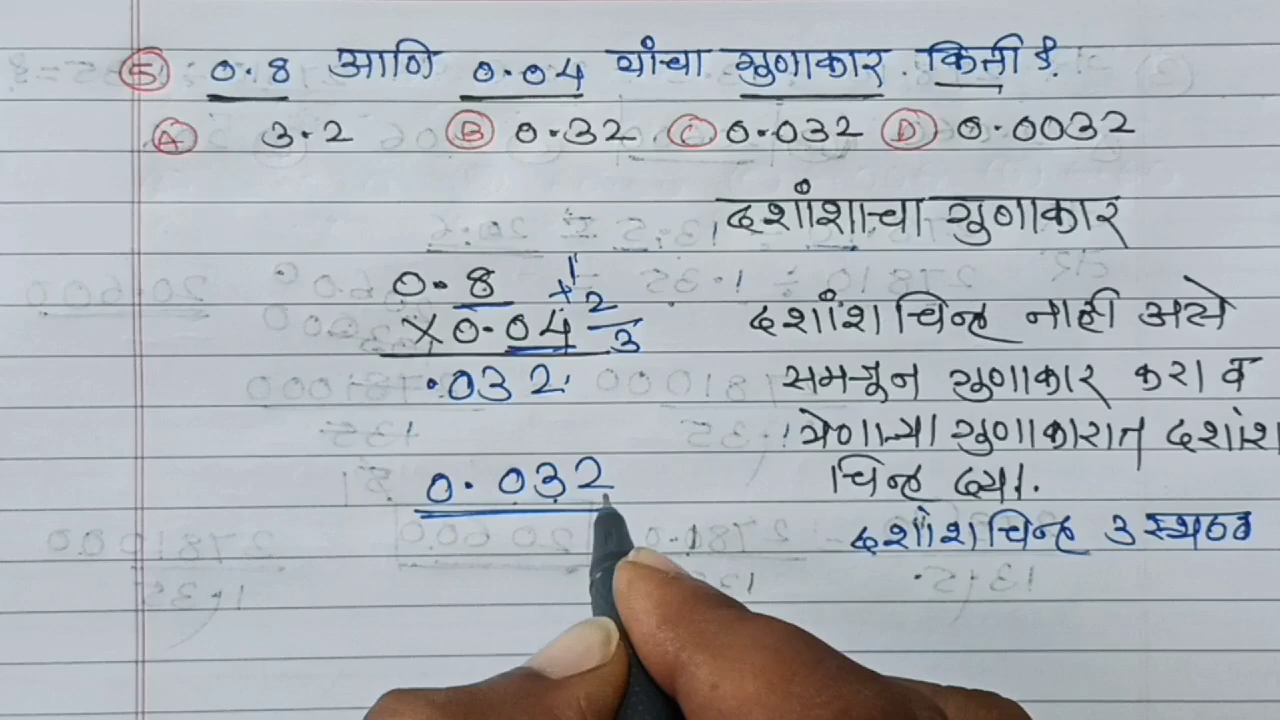 5 0.8 आणि 0.04 यांचा गुणाकार किती ?
A 3.2 B 0.32 C 0.032 D 0.0032
दशांशाचा गुणाकार
0.8 + 1
×0.04 2
3
.032
दशांश चिन्ह नाही असे
समजून गुणाकार करा व
येणाऱ्या गुणाकारात दशांश
चिन्ह द्या.
0.032
दशांश चिन्ह 3